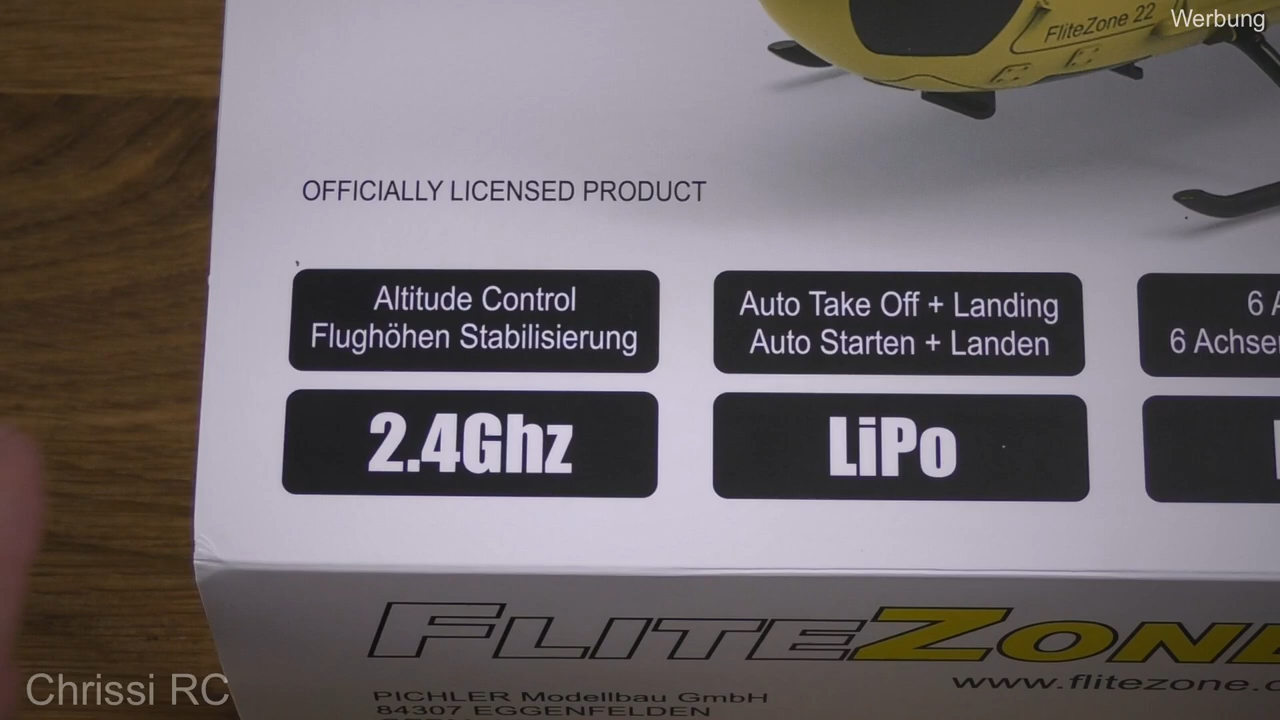 Werbung
FliteZone 22
OFFICIALLY LICENSED PRODUCT
Altitude Control
Flughöhen Stabilisierung
Auto Take Off + Landing
Auto Starten + Landen
6
6
2.4Ghz
LiPo
FLITEZONE
www.flitezone.
Chrissi RC
PICHLER Modellbau GmbH
84307 EGGENFELDEN